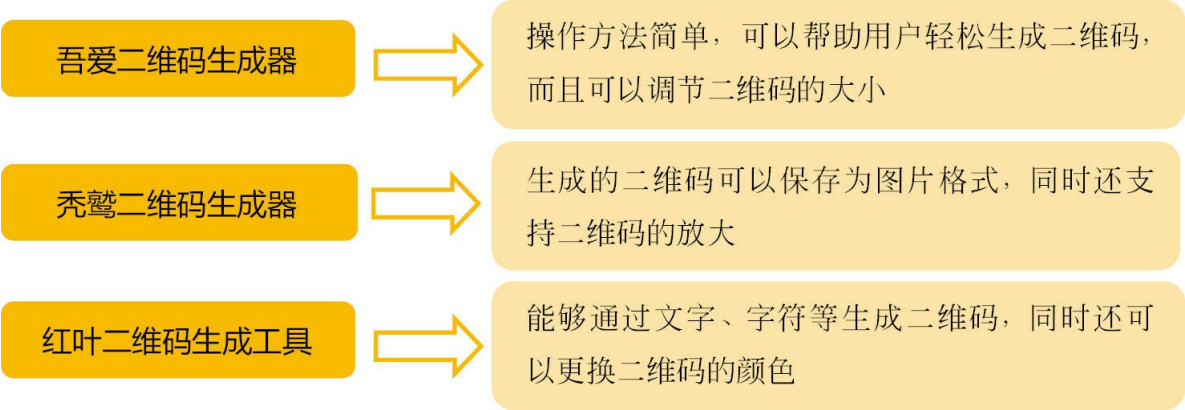 吾爱二维码生成器
操作方法简单，可以帮助用户轻松生成二维码，
而且可以调节二维码的大小
秃鹫二维码生成器
生成的二维码可以保存为图片格式，同时还支
持二维码的放大
红叶二维码生成工具
能够通过文字、字符等生成二维码，同时还可
以更换二维码的颜色